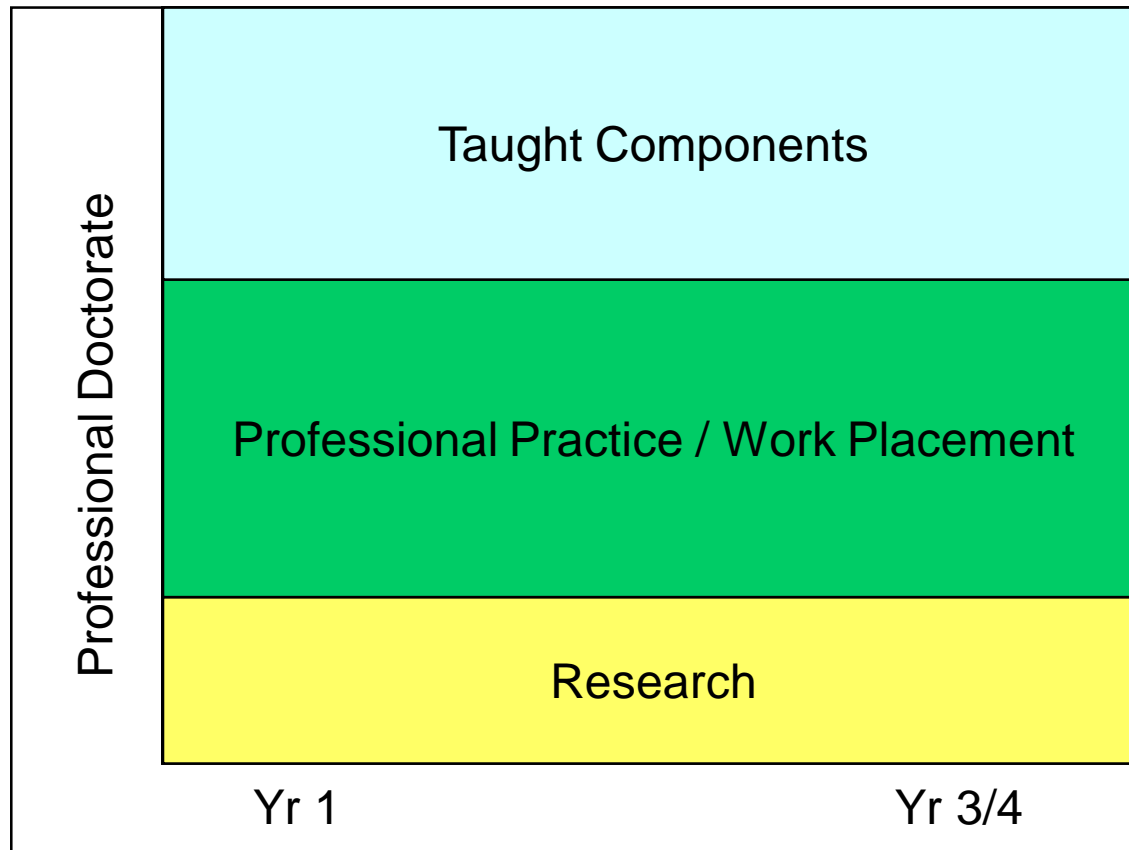 Professional Doctorate
Taught Components
Professional Practice / Work Placement
Research
Yr 1
Yr 3/4